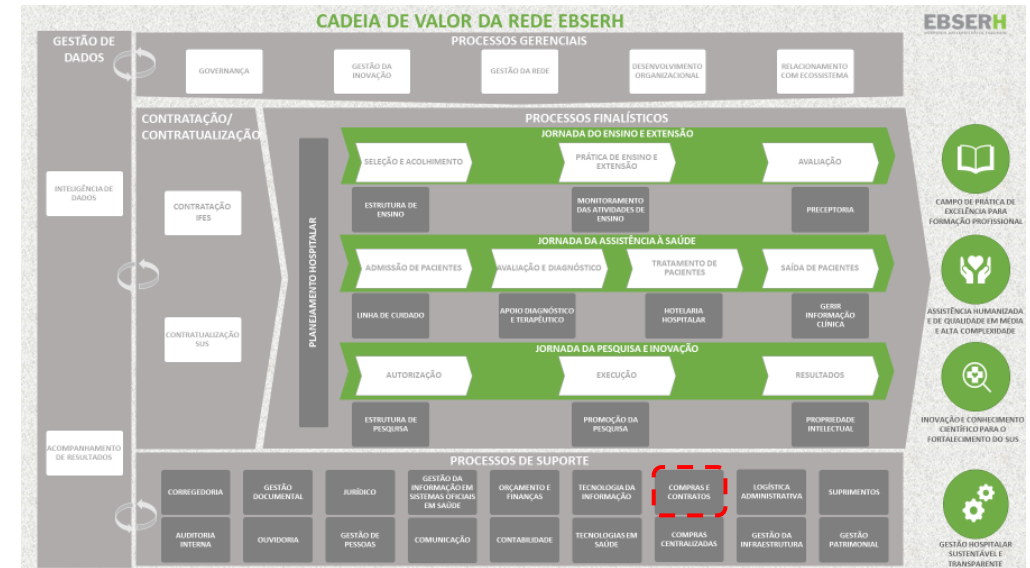 CADEIA DE VALOR DA REDE EBSERH
EBSERH
GESTÃO DE
DADOS
PROCESSOS GERENCIAIS
GOVERNANÇA
GESTÃO DA
INOVAÇÃO
GESTÃO DA REDE
DESENVOLVIMENTO
ORGANIZACIONAL
RELACIONAMENTO
COM ECOSSISTEMA
INTELIGÊNCIA DE
DADOS
ACOMPANHAMENTO
DE RESULTADOS
CONTRATAÇÃO/
CONTRATUALIZAÇÃO
CONTRATAÇÃO
IFES
CONTRATUALIZAÇÃO
SUS
PROCESSOS FINALÍSTICOS
PLANEJAMENTO HOSPITALAR
JORNADA DO ENSINO E EXTENSÃO
SELEÇÃO E ACOLHIMENTO
PRÁTICA DE ENSINO E
EXTENSÃO
AVALIAÇÃO
ESTRUTURA DE
ENSINO
MONITORAMENTO
DAS ATIVIDADES DE
ENSINO
PRECEPTORIA
JORNADA DA ASSISTÊNCIA À SAÚDE
ADMISSÃO DE PACIENTES
AVALIAÇÃO E DIAGNÓSTICO
TRATAMENTO DE
PACIENTES
SAÍDA DE PACIENTES
LINHA DE CUIDADO
APOIO DIAGNÓSTICO
E TERAPÊUTICO
HOTELARIA
HOSPITALAR
GERIR
INFORMAÇÃO
CLÍNICA
JORNADA DA PESQUISA E INOVAÇÃO
AUTORIZAÇÃO
EXECUÇÃO
RESULTADOS
ESTRUTURA DE
PESQUISA
PROMOÇÃO DA
PESQUISA
PROPRIEDADE
INTELECTUAL
PROCESSOS DE SUPORTE
CORREGEDORIA
GESTÃO
DOCUMENTAL
JURÍDICO
GESTÃO DA
INFORMAÇÃO EM
SISTEMAS OFICIAIS
EM SAÚDE
ORÇAMENTO E
FINANÇAS
TECNOLOGIA DA
INFORMAÇÃO
COMPRAS E
CONTRATOS
LOGÍSTICA
ADMINISTRATIVA
SUPRIMENTOS
AUDITORIA
INTERNA
OUVIDORIA
GESTÃO DE
PESSOAS
COMUNICAÇÃO
CONTABILIDADE
TECNOLOGIAS EM
SAÚDE
COMPRAS
CENTRALIZADAS
GESTÃO DA
INFRAESTRUTURA
GESTÃO
PATRIMONIAL
CAMPO DE PRÁTICA DE
EXCELÊNCIA PARA
FORMAÇÃO PROFISSIONAL
ASSISTÊNCIA HUMANIZADA
E DE QUALIDADE EM MÉDIA
E ALTA COMPLEXIDADE
INOVAÇÃO E CONHECIMENTO
CIENTÍFICO PARA O
FORTALECIMENTO DO SUS
GESTÃO HOSPITALAR
SUSTENTÁVEL E
TRANSPARENTE